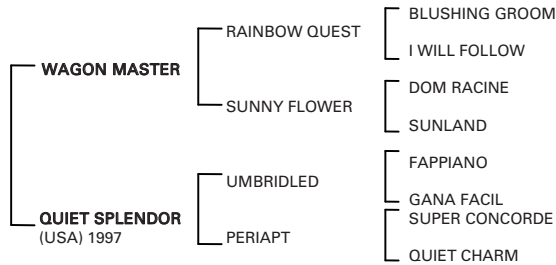 BLUSHING GROOM
RAINBOW QUEST
I WILL FOLLOW
WAGON MASTER
DOM RACINE
SUNNY FLOWER
SUNLAND
FAPPIANO
UMBRIDLED
GANA FACIL
QUIET SPLENDOR
(USA) 1997
SUPER CONCORDE
PERIAPT
QUIET CHARM